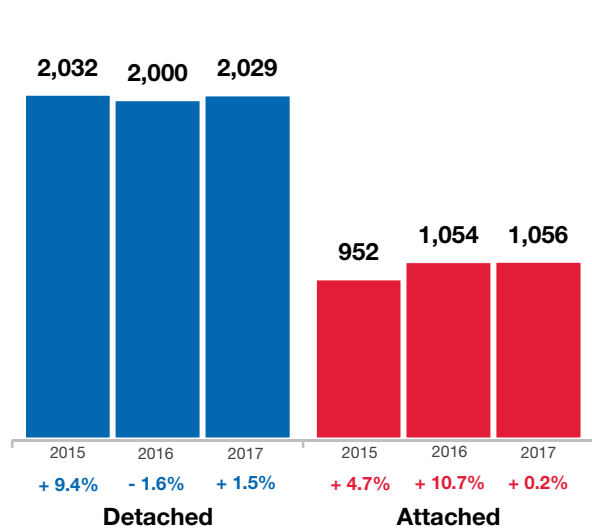 2,032 2,000 2,029
952 1,054 1,056
2015 2016 2017 2015 2016 2017
+ 9.4% - 1.6% + 1.5% + 4.7% + 10.7% + 0.2%
Detached Attached